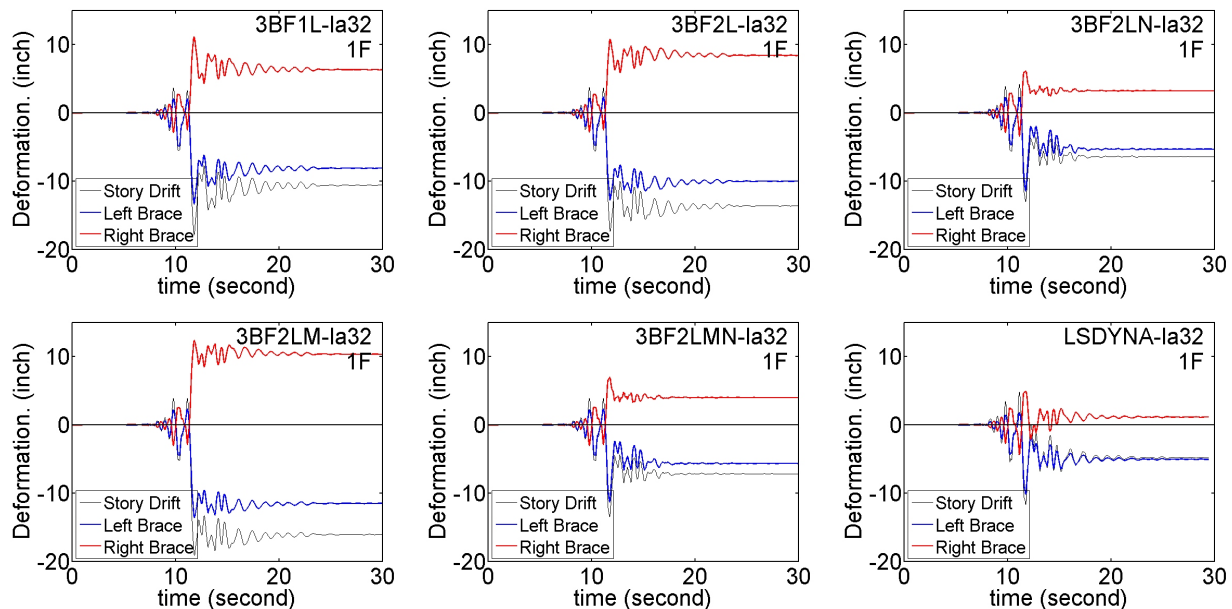 3BF1L-Ia32
1F
Deformation. (inch)
10
0
-10
-20
Story Drift
Left Brace
Right Brace
0 10 20 30
time (second)
3BF2L-Ia32
1F
Deformation. (inch)
10
0
-10
-20
Story Drift
Left Brace
Right Brace
0 10 20 30
time (second)
3BF2LN-Ia32
1F
Deformation. (inch)
10
0
-10
-20
Story Drift
Left Brace
Right Brace
0 10 20 30
time (second)
3BF2LM-Ia32
1F
Deformation. (inch)
10
0
-10
-20
Story Drift
Left Brace
Right Brace
0 10 20 30
time (second)
3BF2LMN-Ia32
1F
Deformation. (inch)
10
0
-10
-20
Story Drift
Left Brace
Right Brace
0 10 20 30
time (second)
LSDYNA-Ia32
1F
Deformation. (inch)
10
0
-10
-20
Story Drift
Left Brace
Right Brace
0 10 20 30
time (second)